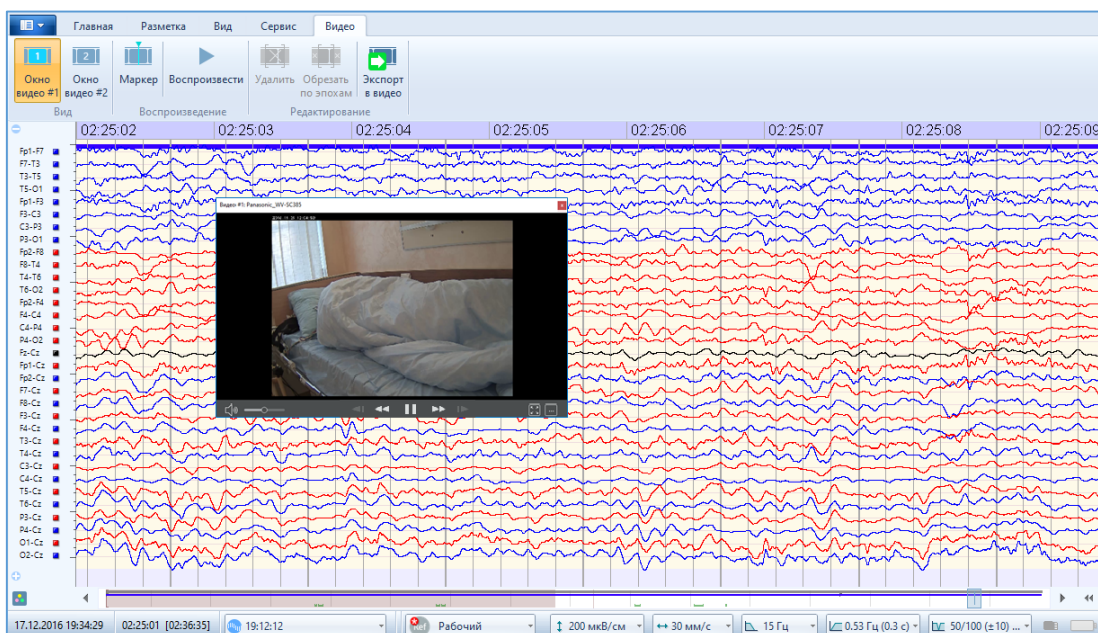 Главная Разметка Вид Сервис Видео
1 2
Окно видео #1
Окно видео #2
Маркер
Воспроизвести
Удалить
Обрезать по эпохам
Экспорт в видео
Вид Воспроизведение Редактирование
02:25:02 02:25:03 02:25:04 02:25:05 02:25:06 02:25:07 02:25:08 02:25:09
Fp1-F7
F7-T3
T3-T5
T5-O1
Fp1-F3
F3-C3
C3-P3
P3-O1
Fp2-F8
F8-T4
T4-T6
T6-O2
Fp2-F4
F4-C4
C4-P4
P4-O2
Fz-Cz
Fp1-Cz
Fp2-Cz
F7-Cz
F8-Cz
F3-Cz
F4-Cz
T3-Cz
T4-Cz
C3-Cz
C4-Cz
T5-Cz
T6-Cz
P3-Cz
P4-Cz
O1-Cz
O2-Cz
Видео #1: Panasonic_WV-SC385
17.12.2016 19:34:29 02:25:01 [02:36:35] 19:12:12 Ref Рабочий 200 мкВ/см 30 мм/с 15 Гц 0.53 Гц (0.3 с) 50/100 (±10) ...